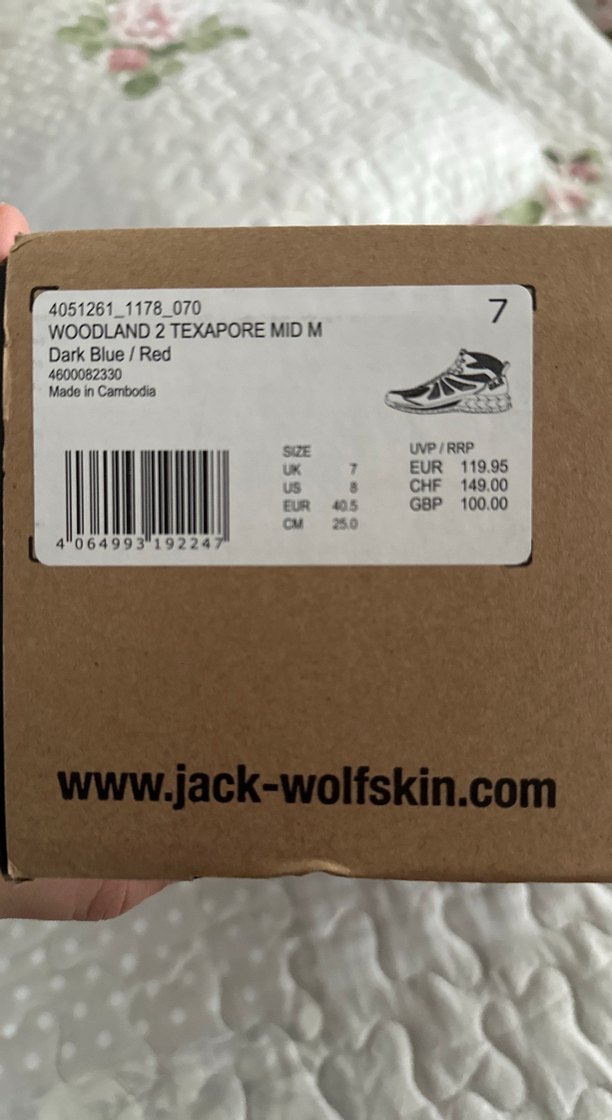 4051261_1178_070
7
WOODLAND 2 TEXAPORE MID M
Dark Blue / Red
4600082330
Made in Cambodia
SIZE
UK 7
US 8
EUR 40.5
CM 25.0
UVP / RRP
EUR 119.95
CHF 149.00
GBP 100.00
4 064993 192247
www.jack-wolfskin.com